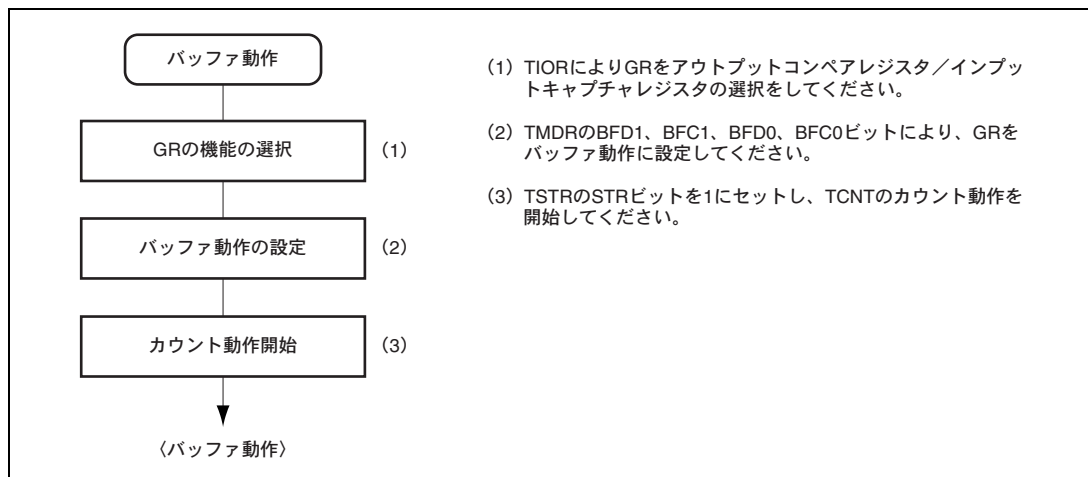 バッファ動作
GRの機能の選択
(1)
バッファ動作の設定
(2)
カウント動作開始
(3)
〈バッファ動作〉
(1) TIORによりGRをアウトプットコンペアレジスタ／インプッ
トキャプチャレジスタの選択をしてください。
(2) TMDRのBFD1、BFC1、BFD0、BFC0ビットにより、GRを
バッファ動作に設定してください。
(3) TSTRのSTRビットを1にセットし、TCNTのカウント動作を
開始してください。